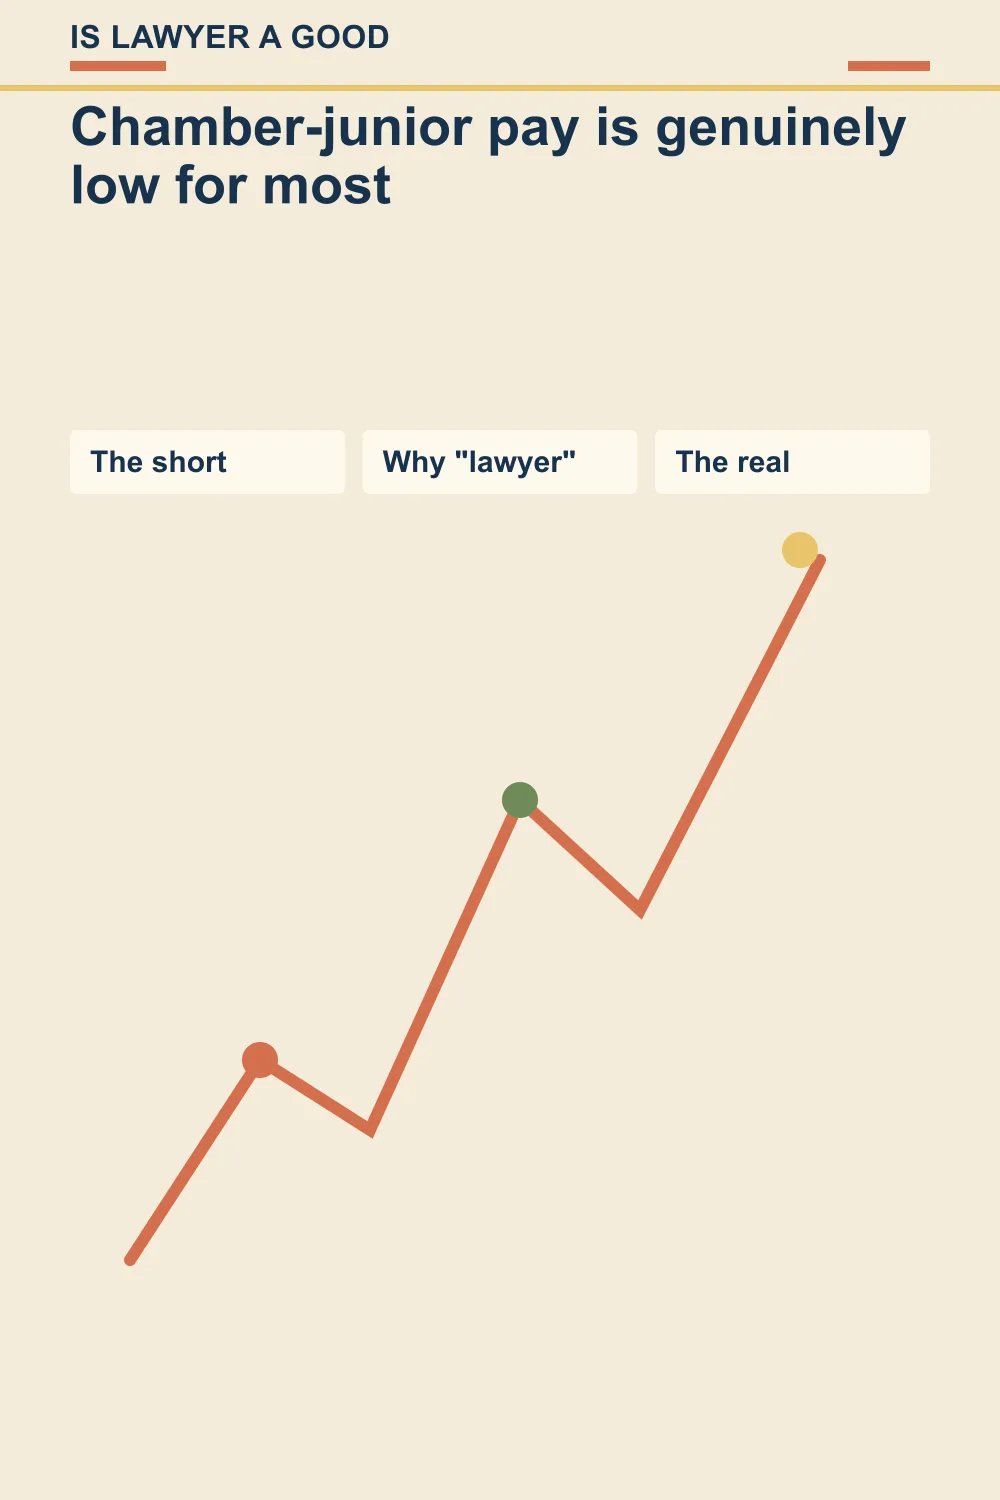 IS LAWYER A GOOD
Chamber-junior pay is genuinely
low for most
The short
Why "lawyer"
The real